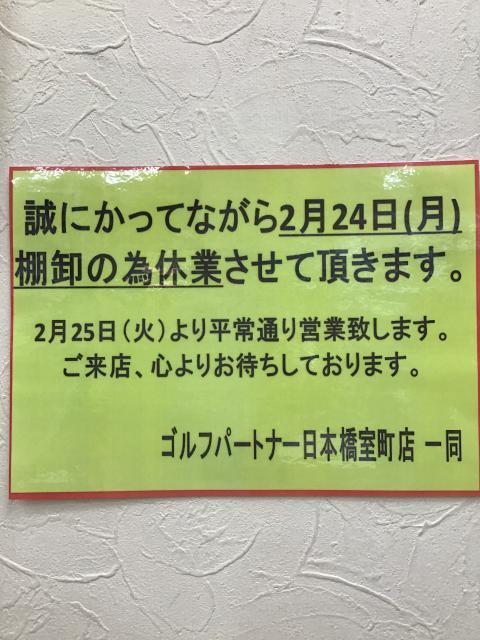 誠にかってながら2月24日(月)
棚卸の為休業させて頂きます。
2月25日(火)より平常通り営業致します。
ご来店、心よりお待ちしております。
ゴルフパートナー日本橋室町店 一同